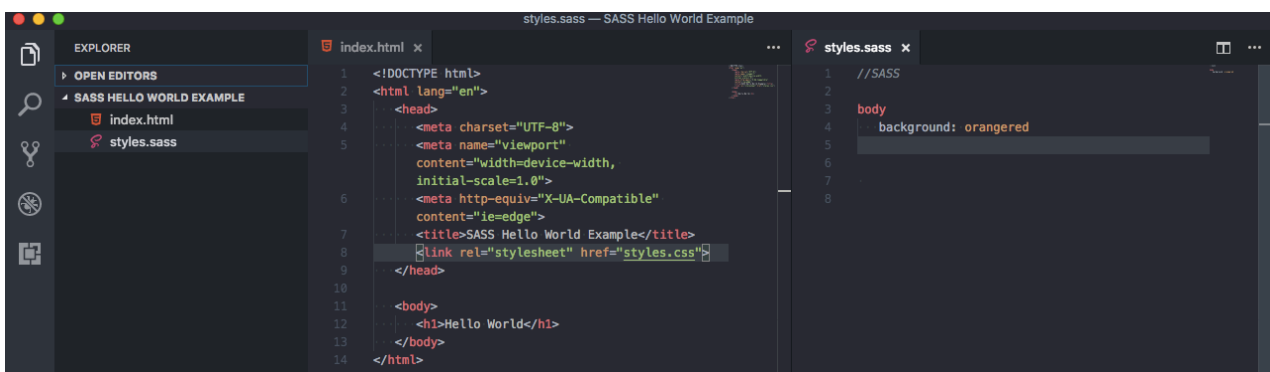 styles.sass — SASS Hello World Example
EXPLORER
OPEN EDITORS
SASS HELLO WORLD EXAMPLE
index.html
styles.sass
index.html ×
1 <!DOCTYPE html>
2 <html lang="en">
3 <head>
4 <meta charset="UTF-8">
5 <meta name="viewport"
content="width=device-width,
initial-scale=1.0">
6 <meta http-equiv="X-UA-Compatible"
content="ie=edge">
7 <title>SASS Hello World Example</title>
8 <link rel="stylesheet" href="styles.css">
9 </head>
10
11 <body>
12 <h1>Hello World</h1>
13 </body>
14 </html>
styles.sass ×
1 //SASS
2
3 body
4 background: orangered
5
6
7
8